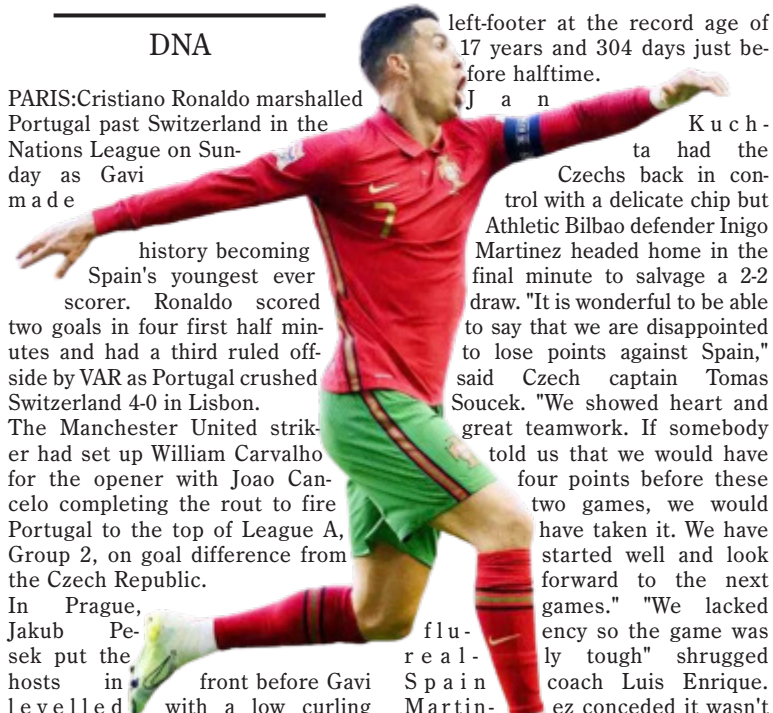 DNA
PARIS:Cristiano Ronaldo marshalled
Portugal past Switzerland in the
Nations League on Sun-
day as Gavi
made
history becoming
Spain's youngest ever
scorer. Ronaldo scored
two goals in four first half min-
utes and had a third ruled off-
side by VAR as Portugal crushed
Switzerland 4-0 in Lisbon.
The Manchester United strik-
er had set up William Carvalho
for the opener with Joao Can-
celo completing the rout to fire
Portugal to the top of League A,
Group 2, on goal difference from
the Czech Republic.
In Prague,
Jakub Pe-
sek put the
hosts in front before Gavi
levelled with a low curling
left-footer at the record age of
17 years and 304 days just be-
fore halftime.
Jan
Kuch-
ta had the
Czechs back in con-
trol with a delicate chip but
Athletic Bilbao defender Inigo
Martinez headed home in the
final minute to salvage a 2-2
draw. "It is wonderful to be able
to say that we are disappointed
to lose points against Spain,"
said Czech captain Tomas
Soucek. "We showed heart and
great teamwork. If somebody
told us that we would have
four points before these
two games, we would
have taken it. We have
started well and look
forward to the next
games." "We lacked
flu- ency so the game was
real- ly tough" shrugged
Spain coach Luis Enrique.
Martin- ez conceded it wasn't
7